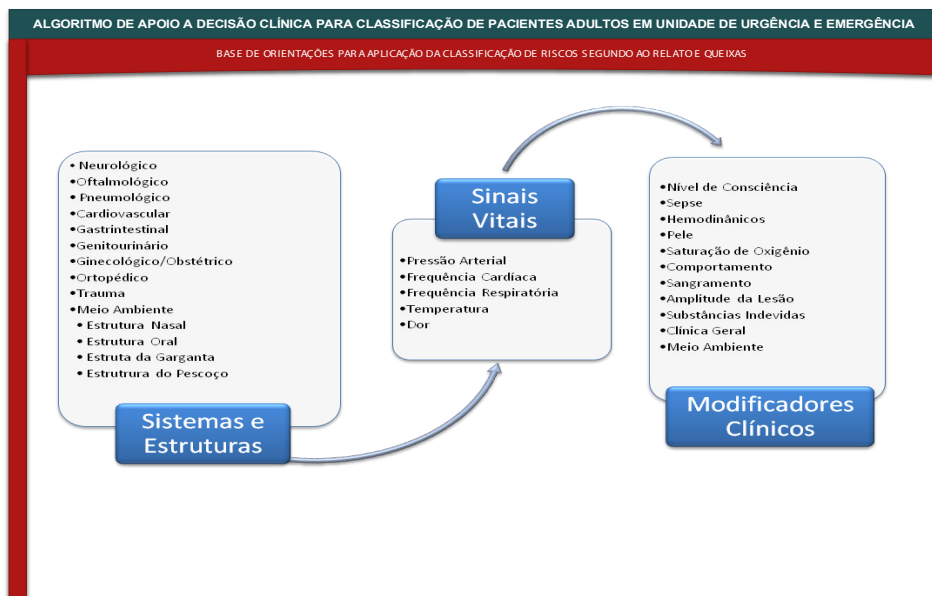 ALGORITMO DE APOIO A DECISÃO CLÍNICA PARA CLASSIFICAÇÃO DE PACIENTES ADULTOS EM UNIDADE DE URGÊNCIA E EMERGÊNCIA
BASE DE ORIENTAÇÕES PARA APLICAÇÃO DA CLASSIFICAÇÃO DE RISCOS SEGUNDO AO RELATO E QUEIXAS
• Neurológico
•Oftalmológico
• Pneumológico
•Cardiovascular
•Gastrintestinal
•Genitourinário
•Ginecológico/Obstétrico
•Ortopédico
•Trauma
•Meio Ambiente
• Estrutura Nasal
• Estrutura Oral
• Estruta da Garganta
• Estrutrura do Pescoço
Sistemas e
Estruturas
Sinais
Vitais
•Pressão Arterial
•Frequência Cardíaca
•Frequência Respiratória
•Temperatura
•Dor
•Nível de Consciência
•Sepse
•Hemodinânicos
•Pele
•Saturação de Oxigênio
•Comportamento
•Sangramento
•Amplitude da Lesão
•Substâncias Indevidas
•Clínica Geral
•Meio Ambiente
Modificadores
Clínicos